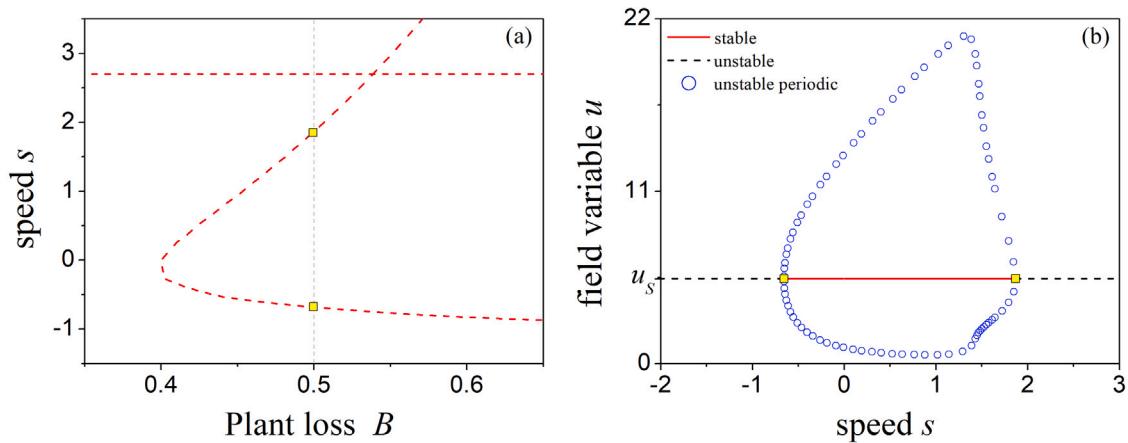 (a)
3
2
1
0
-1
speed s
0.4
0.5
0.6
Plant loss B
(b)
stable
unstable
unstable periodic
22
11
u_s
0
field variable u
-2
-1
0
1
2
3
speed s